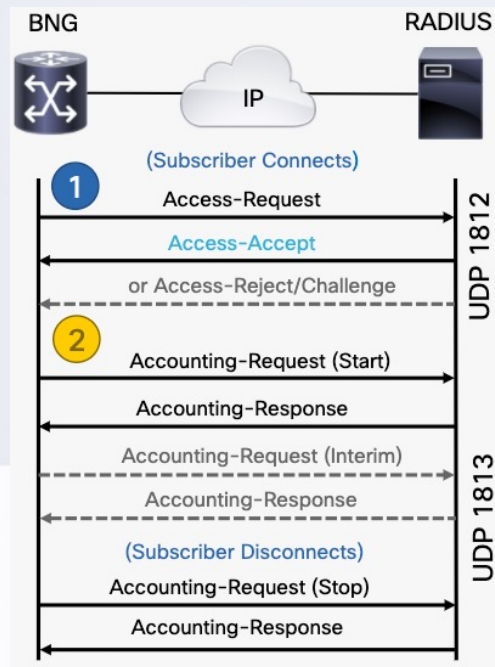 BNG
RADIUS
IP
(Subscriber Connects)
1
Access-Request
Access-Accept
or Access-Reject/Challenge
UDP 1812
2
Accounting-Request (Start)
Accounting-Response
Accounting-Request (Interim)
Accounting-Response
UDP 1813
(Subscriber Disconnects)
Accounting-Request (Stop)
Accounting-Response